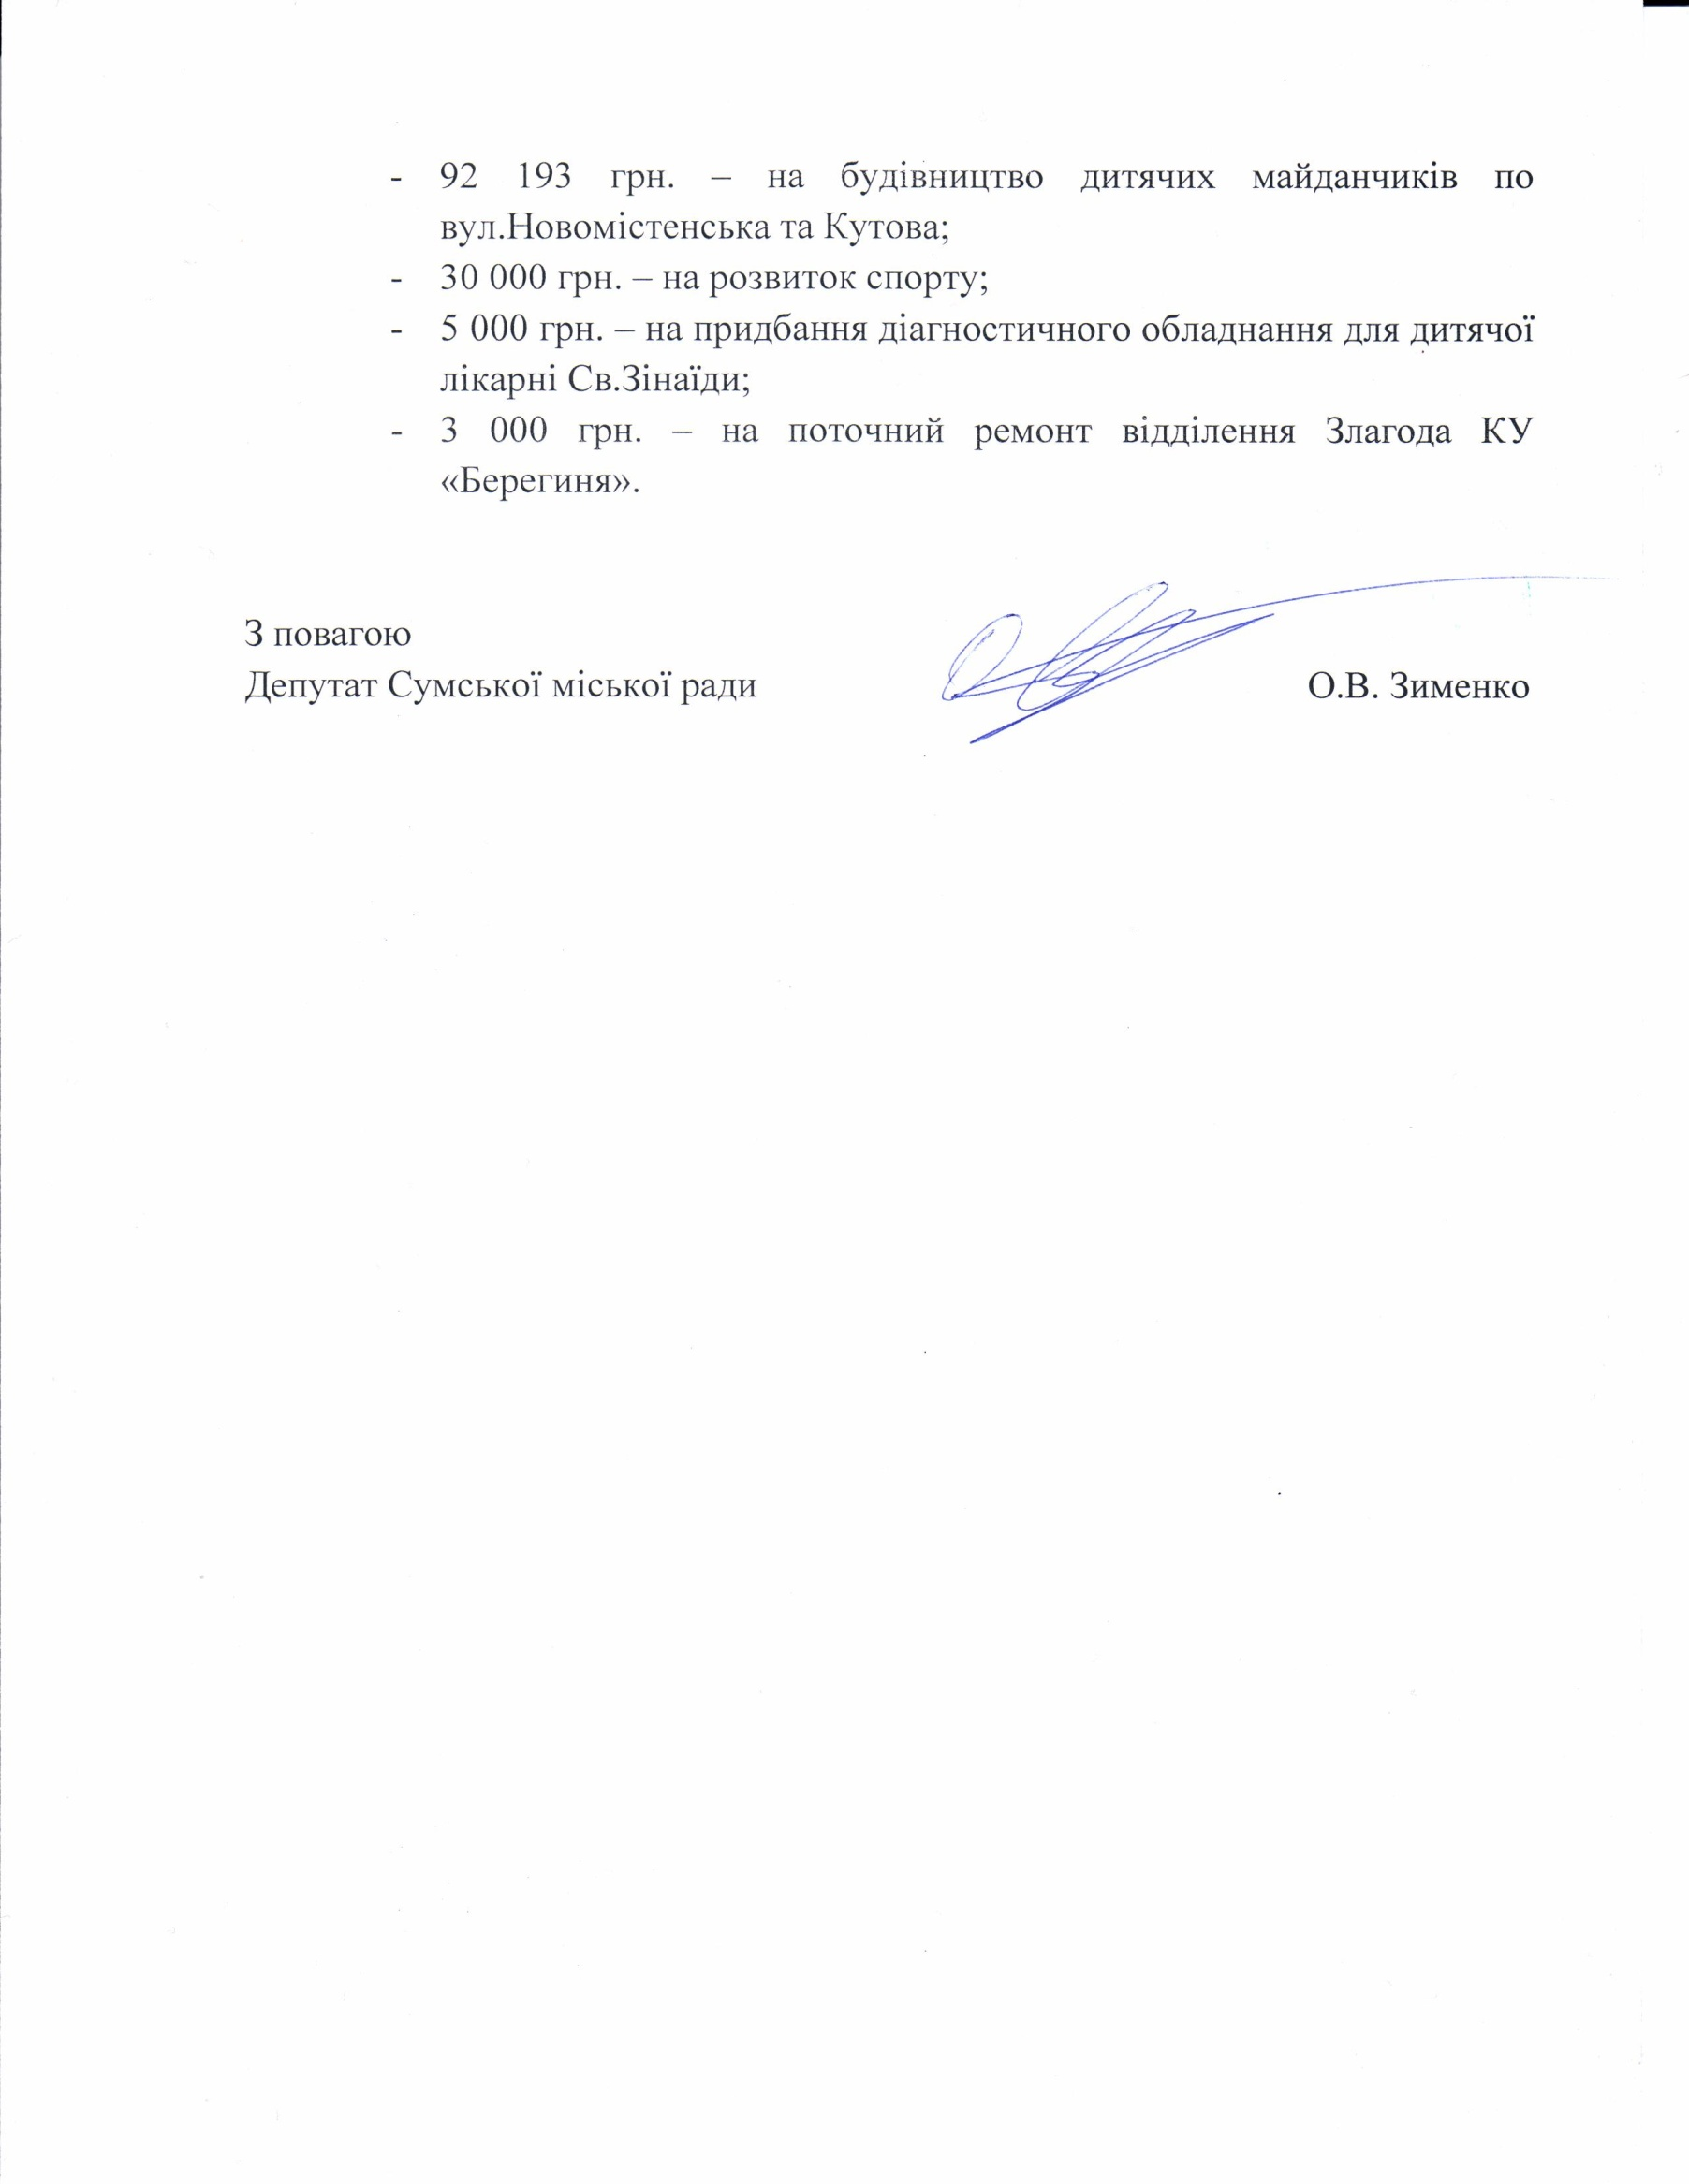 - 92 193 грн. – на будівництво дитячих майданчиків по
вул.Новомістенська та Кутова;
- 30 000 грн. – на розвиток спорту;
- 5 000 грн. – на придбання діагностичного обладнання для дитячої
лікарні Св.Зінаїди;
- 3 000 грн. – на поточний ремонт відділення Злагода КУ
«Берегиня».
З повагою
Депутат Сумської міської ради О.В. Зименко